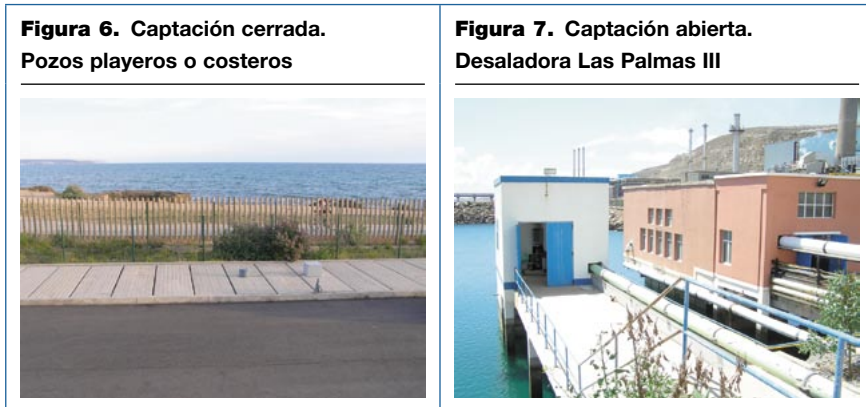 Figura 6. Captación cerrada.
Pozos playeros o costeros
Figura 7. Captación abierta.
Desaladora Las Palmas III